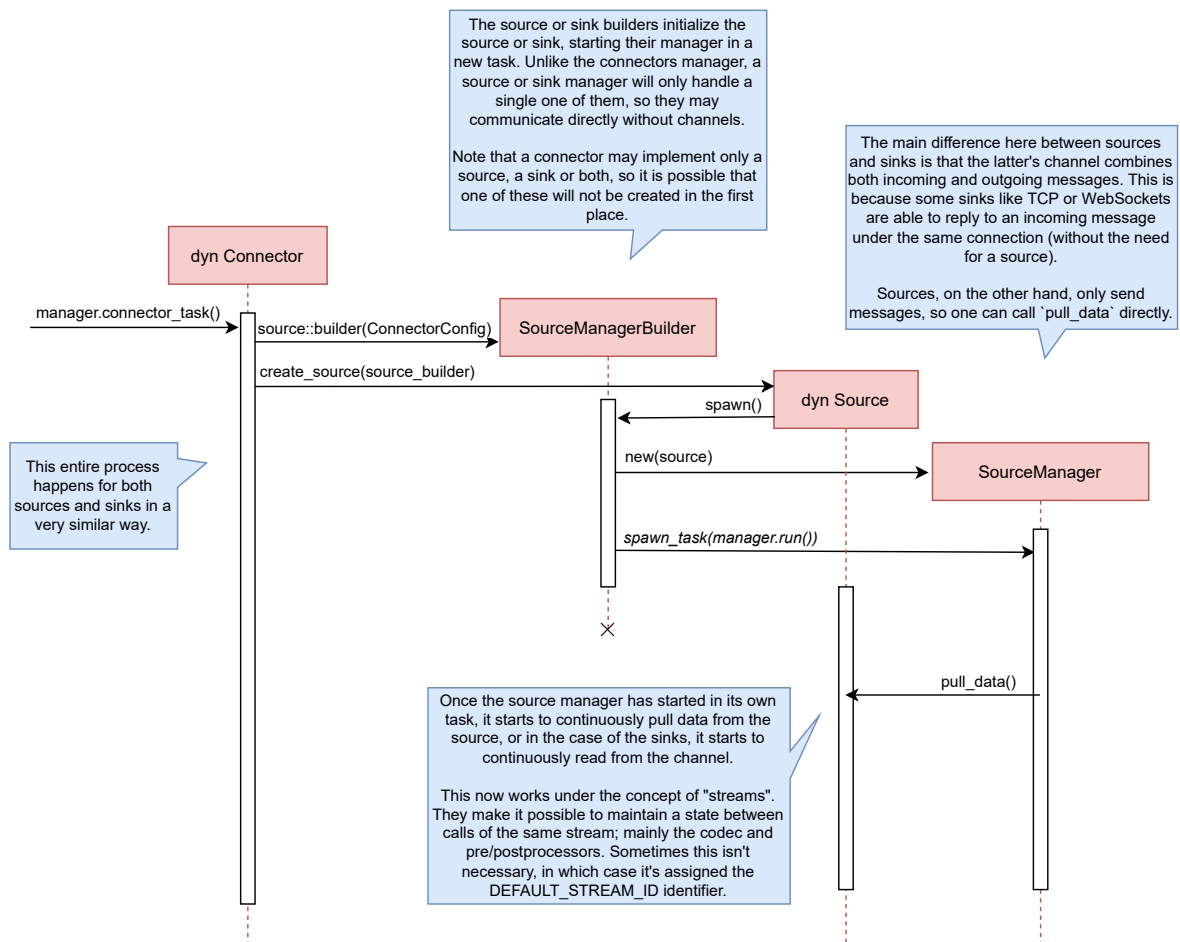 The source or sink builders initialize the
source or sink, starting their manager in a
new task. Unlike the connectors manager, a
source or sink manager will only handle a
single one of them, so they may
communicate directly without channels.
Note that a connector may implement only a
source, a sink or both, so it is possible that
one of these will not be created in the first
place.
The main difference here between sources
and sinks is that the latter's channel combines
both incoming and outgoing messages. This is
because some sinks like TCP or WebSockets
are able to reply to an incoming message
under the same connection (without the need
for a source).
Sources, on the other hand, only send
messages, so one can call `pull_data` directly.
dyn Connector
manager.connector_task()
source::builder(ConnectorConfig)
SourceManagerBuilder
create_source(source_builder)
dyn Source
spawn()
new(source)
SourceManager
This entire process
happens for both
sources and sinks in a
very similar way.
spawn_task(manager.run())
pull_data()
Once the source manager has started in its own
task, it starts to continuously pull data from the
source, or in the case of the sinks, it starts to
continuously read from the channel.
This now works under the concept of "streams".
They make it possible to maintain a state between
calls of the same stream; mainly the codec and
pre/postprocessors. Sometimes this isn't
necessary, in which case it's assigned the
DEFAULT_STREAM_ID identifier.